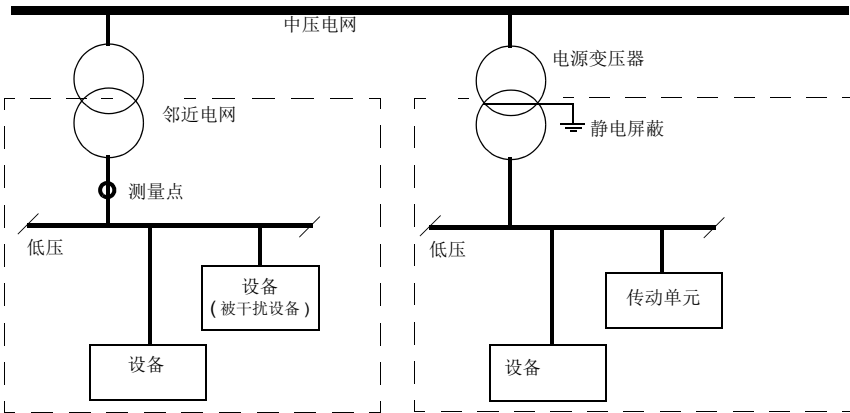 中压电网
电源变压器
邻近电网
静电屏蔽
测量点
低压
低压
设备
(被干扰设备)
传动单元
设备
设备